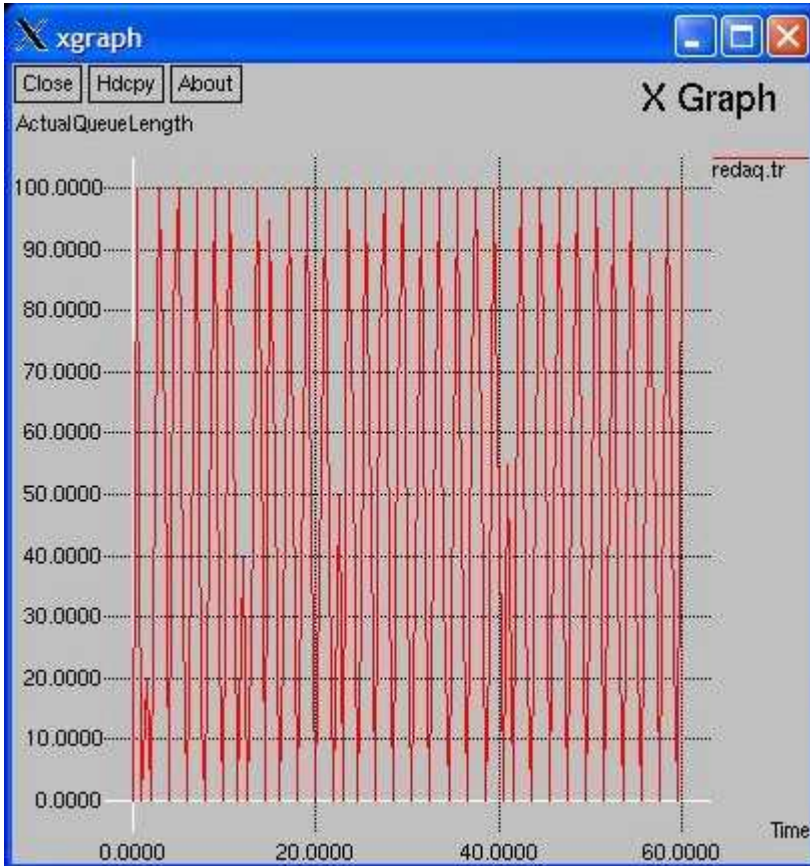 xgraph
Close Hdcpy About
X Graph
ActualQueueLength
redaq.tr
100.0000
90.0000
80.0000
70.0000
60.0000
50.0000
40.0000
30.0000
20.0000
10.0000
0.0000
Time
0.0000 20.0000 40.0000 60.0000